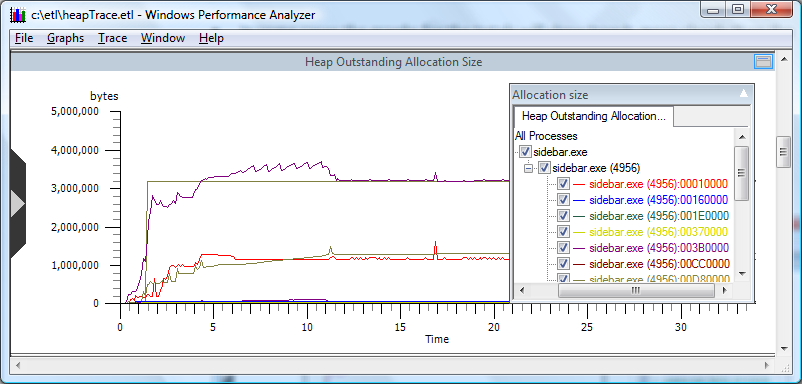 c:\etl\heapTrace.etl - Windows Performance Analyzer
File Graphs Trace Window Help
Heap Outstanding Allocation Size
bytes
5,000,000
4,000,000
3,000,000
2,000,000
1,000,000
0
0 5 10 15 20 25 30
Time
Allocation size
Heap Outstanding Allocation...
All Processes
sidebar.exe
sidebar.exe (4956)
sidebar.exe (4956):00010000
sidebar.exe (4956):00160000
sidebar.exe (4956):001E0000
sidebar.exe (4956):00370000
sidebar.exe (4956):003B0000
sidebar.exe (4956):00CC0000
sidebar.exe (4956):00D80000